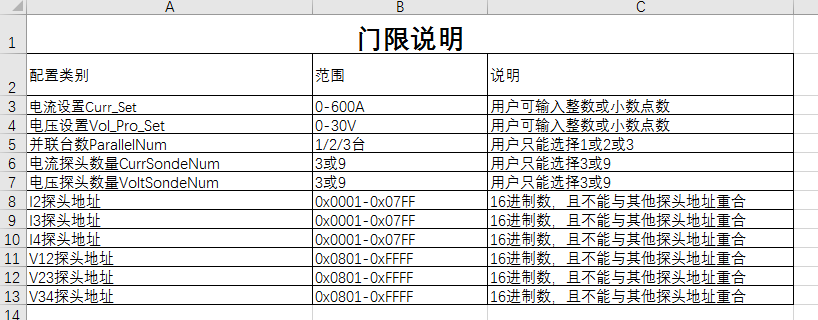 A B C
1 门限说明
2 配置类别 范围 说明
3 电流设置Curr_Set 0-600A 用户可输入整数或小数点数
4 电压设置Vol_Pro_Set 0-30V 用户可输入整数或小数点数
5 并联台数ParallelNum 1/2/3台 用户只能选择1或2或3
6 电流探头数量CurrSondeNum 3或9 用户只能选择3或9
7 电压探头数量VoltSondeNum 3或9 用户只能选择3或9
8 I2探头地址 0x0001-0x07FF 16进制数，且不能与其他探头地址重合
9 I3探头地址 0x0001-0x07FF 16进制数，且不能与其他探头地址重合
10 I4探头地址 0x0001-0x07FF 16进制数，且不能与其他探头地址重合
11 V12探头地址 0x0801-0xFFFF 16进制数，且不能与其他探头地址重合
12 V23探头地址 0x0801-0xFFFF 16进制数，且不能与其他探头地址重合
13 V34探头地址 0x0801-0xFFFF 16进制数，且不能与其他探头地址重合
14